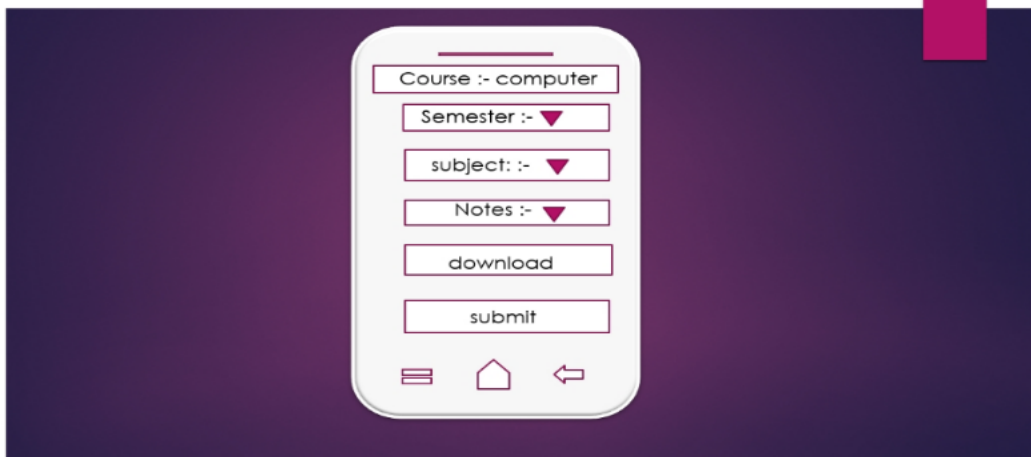 Course :- computer
Semester :-
subject: :-
Notes :-
download
submit